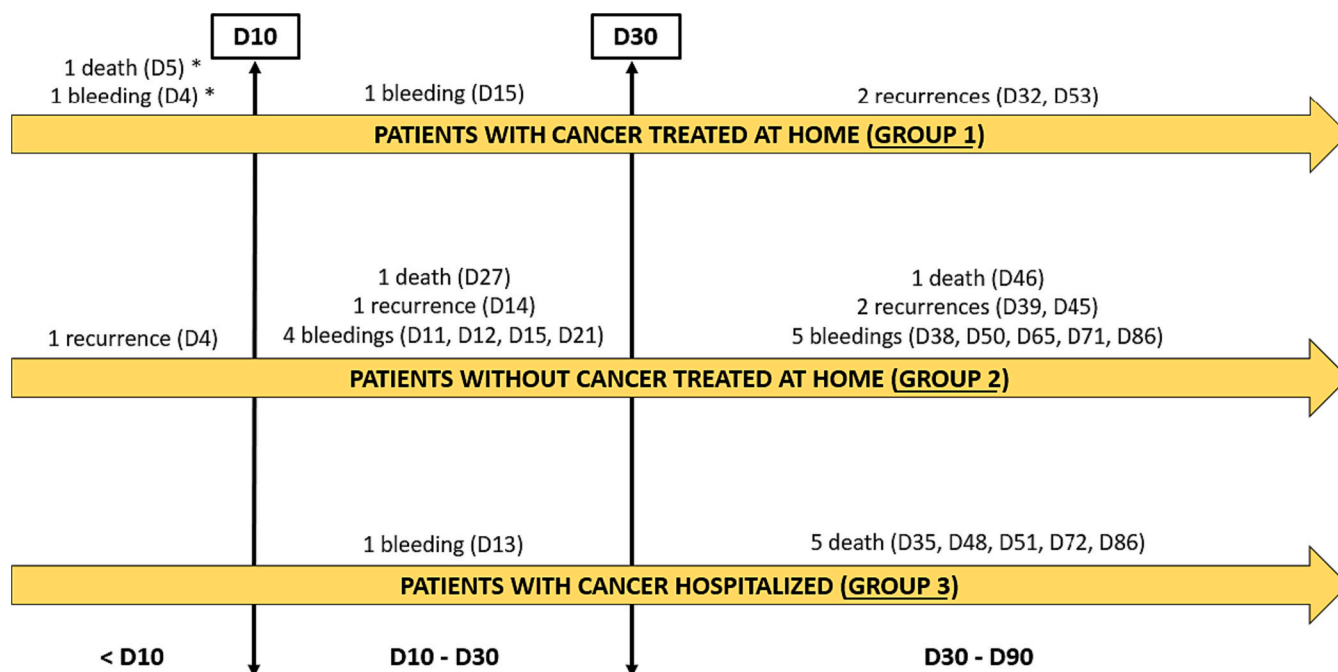 D10
D30
1 death (D5) *
1 bleeding (D4) *
1 bleeding (D15)
2 recurrences (D32, D53)
PATIENTS WITH CANCER TREATED AT HOME (GROUP 1)
1 death (D27)
1 recurrence (D14)
4 bleedings (D11, D12, D15, D21)
1 death (D46)
2 recurrences (D39, D45)
5 bleedings (D38, D50, D65, D71, D86)
1 recurrence (D4)
PATIENTS WITHOUT CANCER TREATED AT HOME (GROUP 2)
1 bleeding (D13)
5 death (D35, D48, D51, D72, D86)
PATIENTS WITH CANCER HOSPITALIZED (GROUP 3)
< D10
D10 - D30
D30 - D90